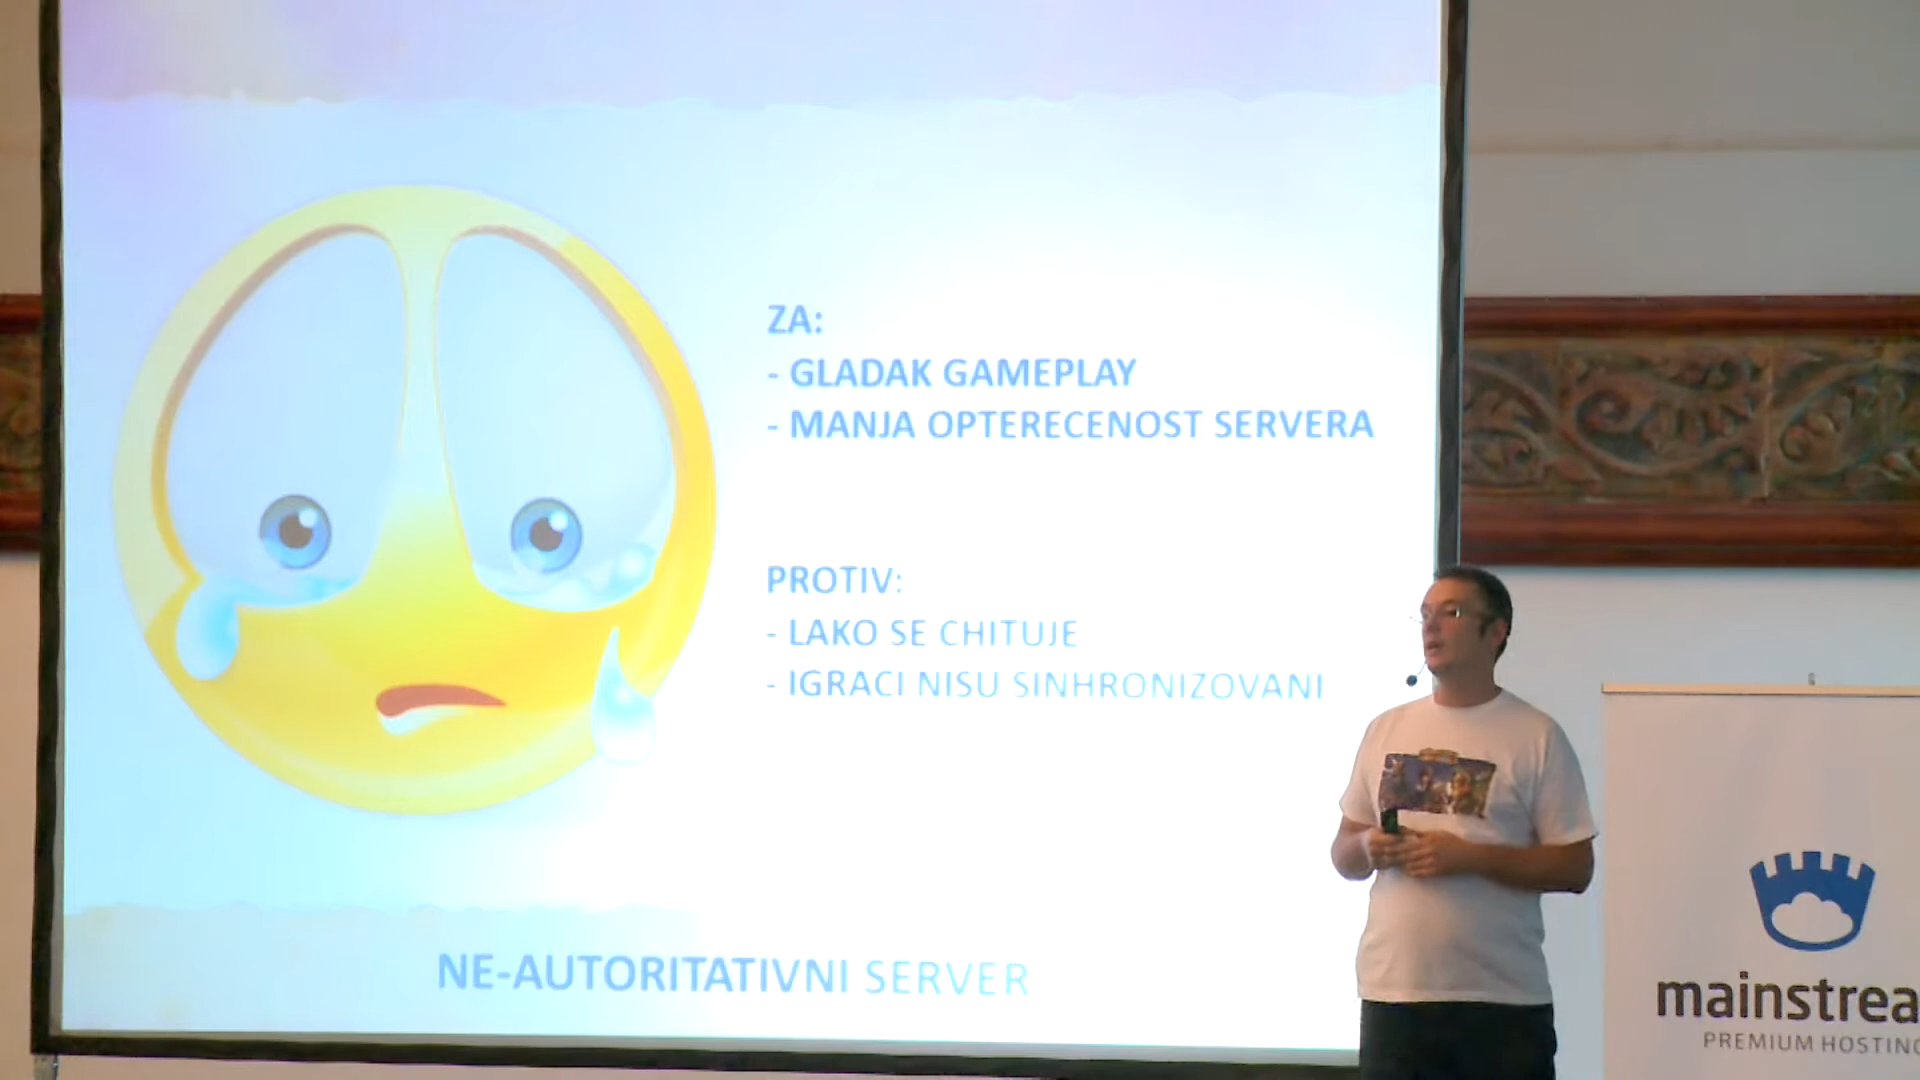 ZA:
- GLADAK GAMEPLAY
- MANJA OPTERECENOST SERVERA
PROTIV:
- LAKO SE CHITUJE
- IGRACI NISU SINHRONIZOVANI
NE-AUTORITATIVNI SERVER
mainstrea
PREMIUM HOSTING